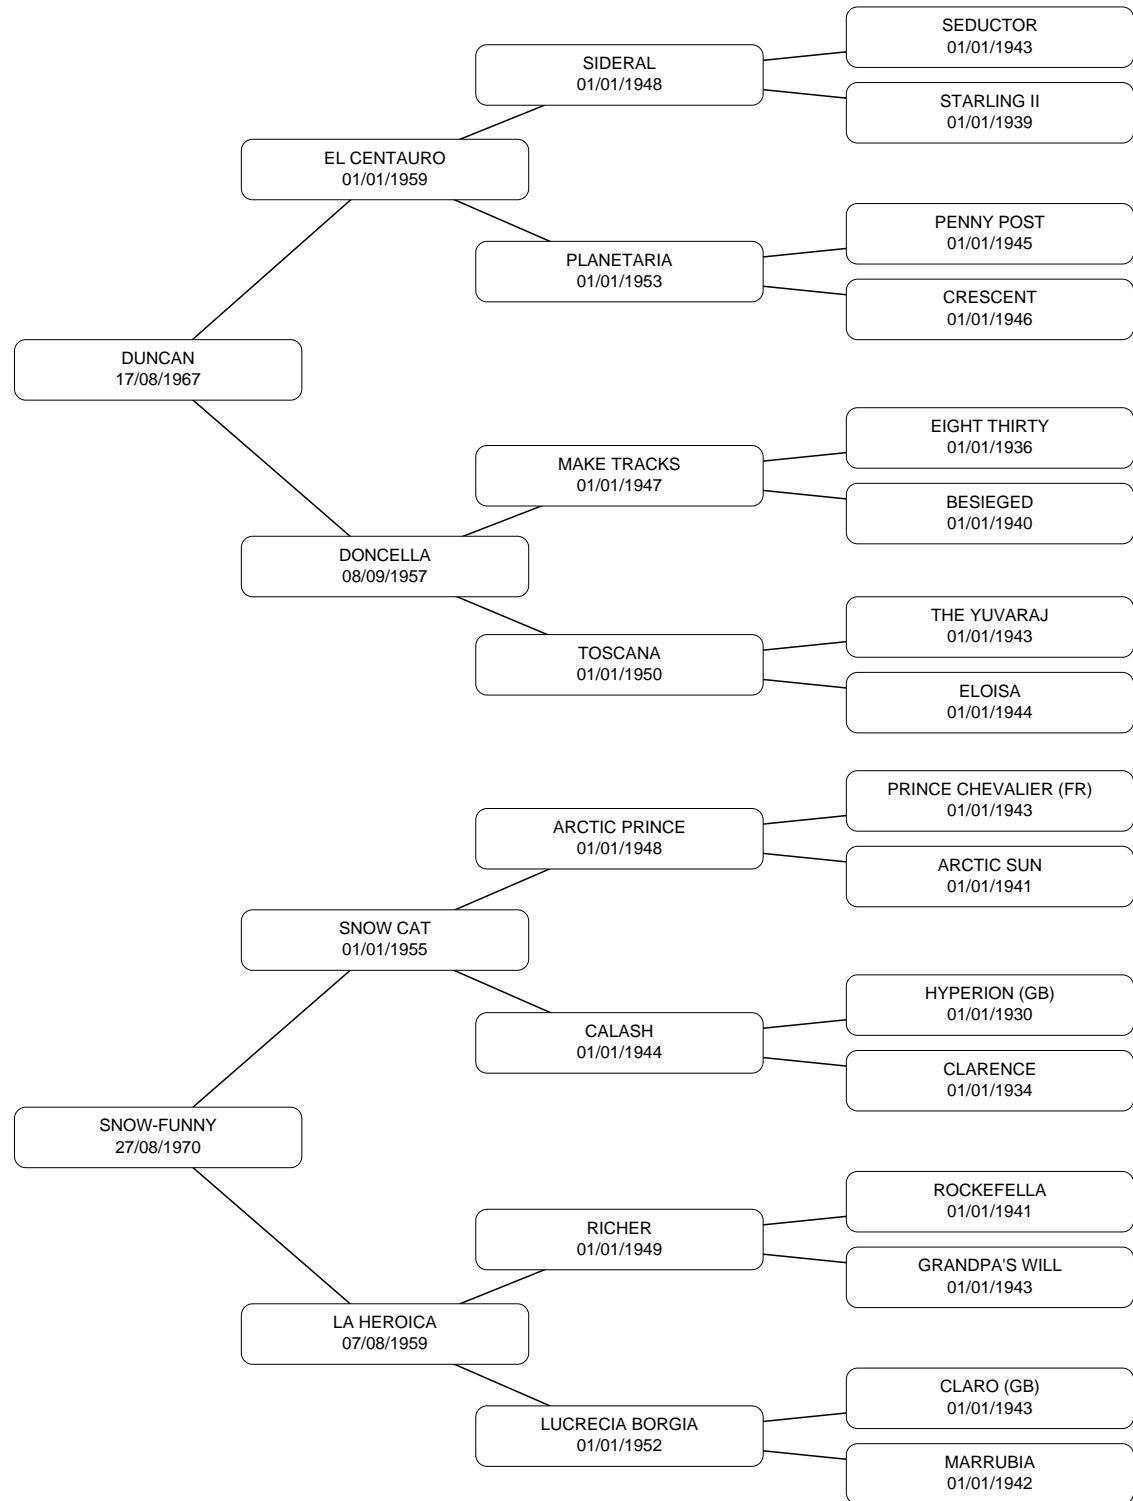 SEDUCTOR
01/01/1943
SIDERAL
01/01/1948
STARLING II
01/01/1939
EL CENTAURO
01/01/1959
PENNY POST
01/01/1945
PLANETARIA
01/01/1953
CRESCENT
01/01/1946
DUNCAN
17/08/1967
EIGHT THIRTY
01/01/1936
MAKE TRACKS
01/01/1947
BESIEGED
01/01/1940
DONCELLA
08/09/1957
THE YUVARAJ
01/01/1943
TOSCANA
01/01/1950
ELOISA
01/01/1944
PRINCE CHEVALIER (FR)
01/01/1943
ARCTIC PRINCE
01/01/1948
ARCTIC SUN
01/01/1941
SNOW CAT
01/01/1955
HYPERION (GB)
01/01/1930
CALASH
01/01/1944
CLARENCE
01/01/1934
SNOW-FUNNY
27/08/1970
ROCKEFELLA
01/01/1941
RICHER
01/01/1949
GRANDPA'S WILL
01/01/1943
LA HEROICA
07/08/1959
CLARO (GB)
01/01/1943
LUCRECIA BORGIA
01/01/1952
MARRUBIA
01/01/1942